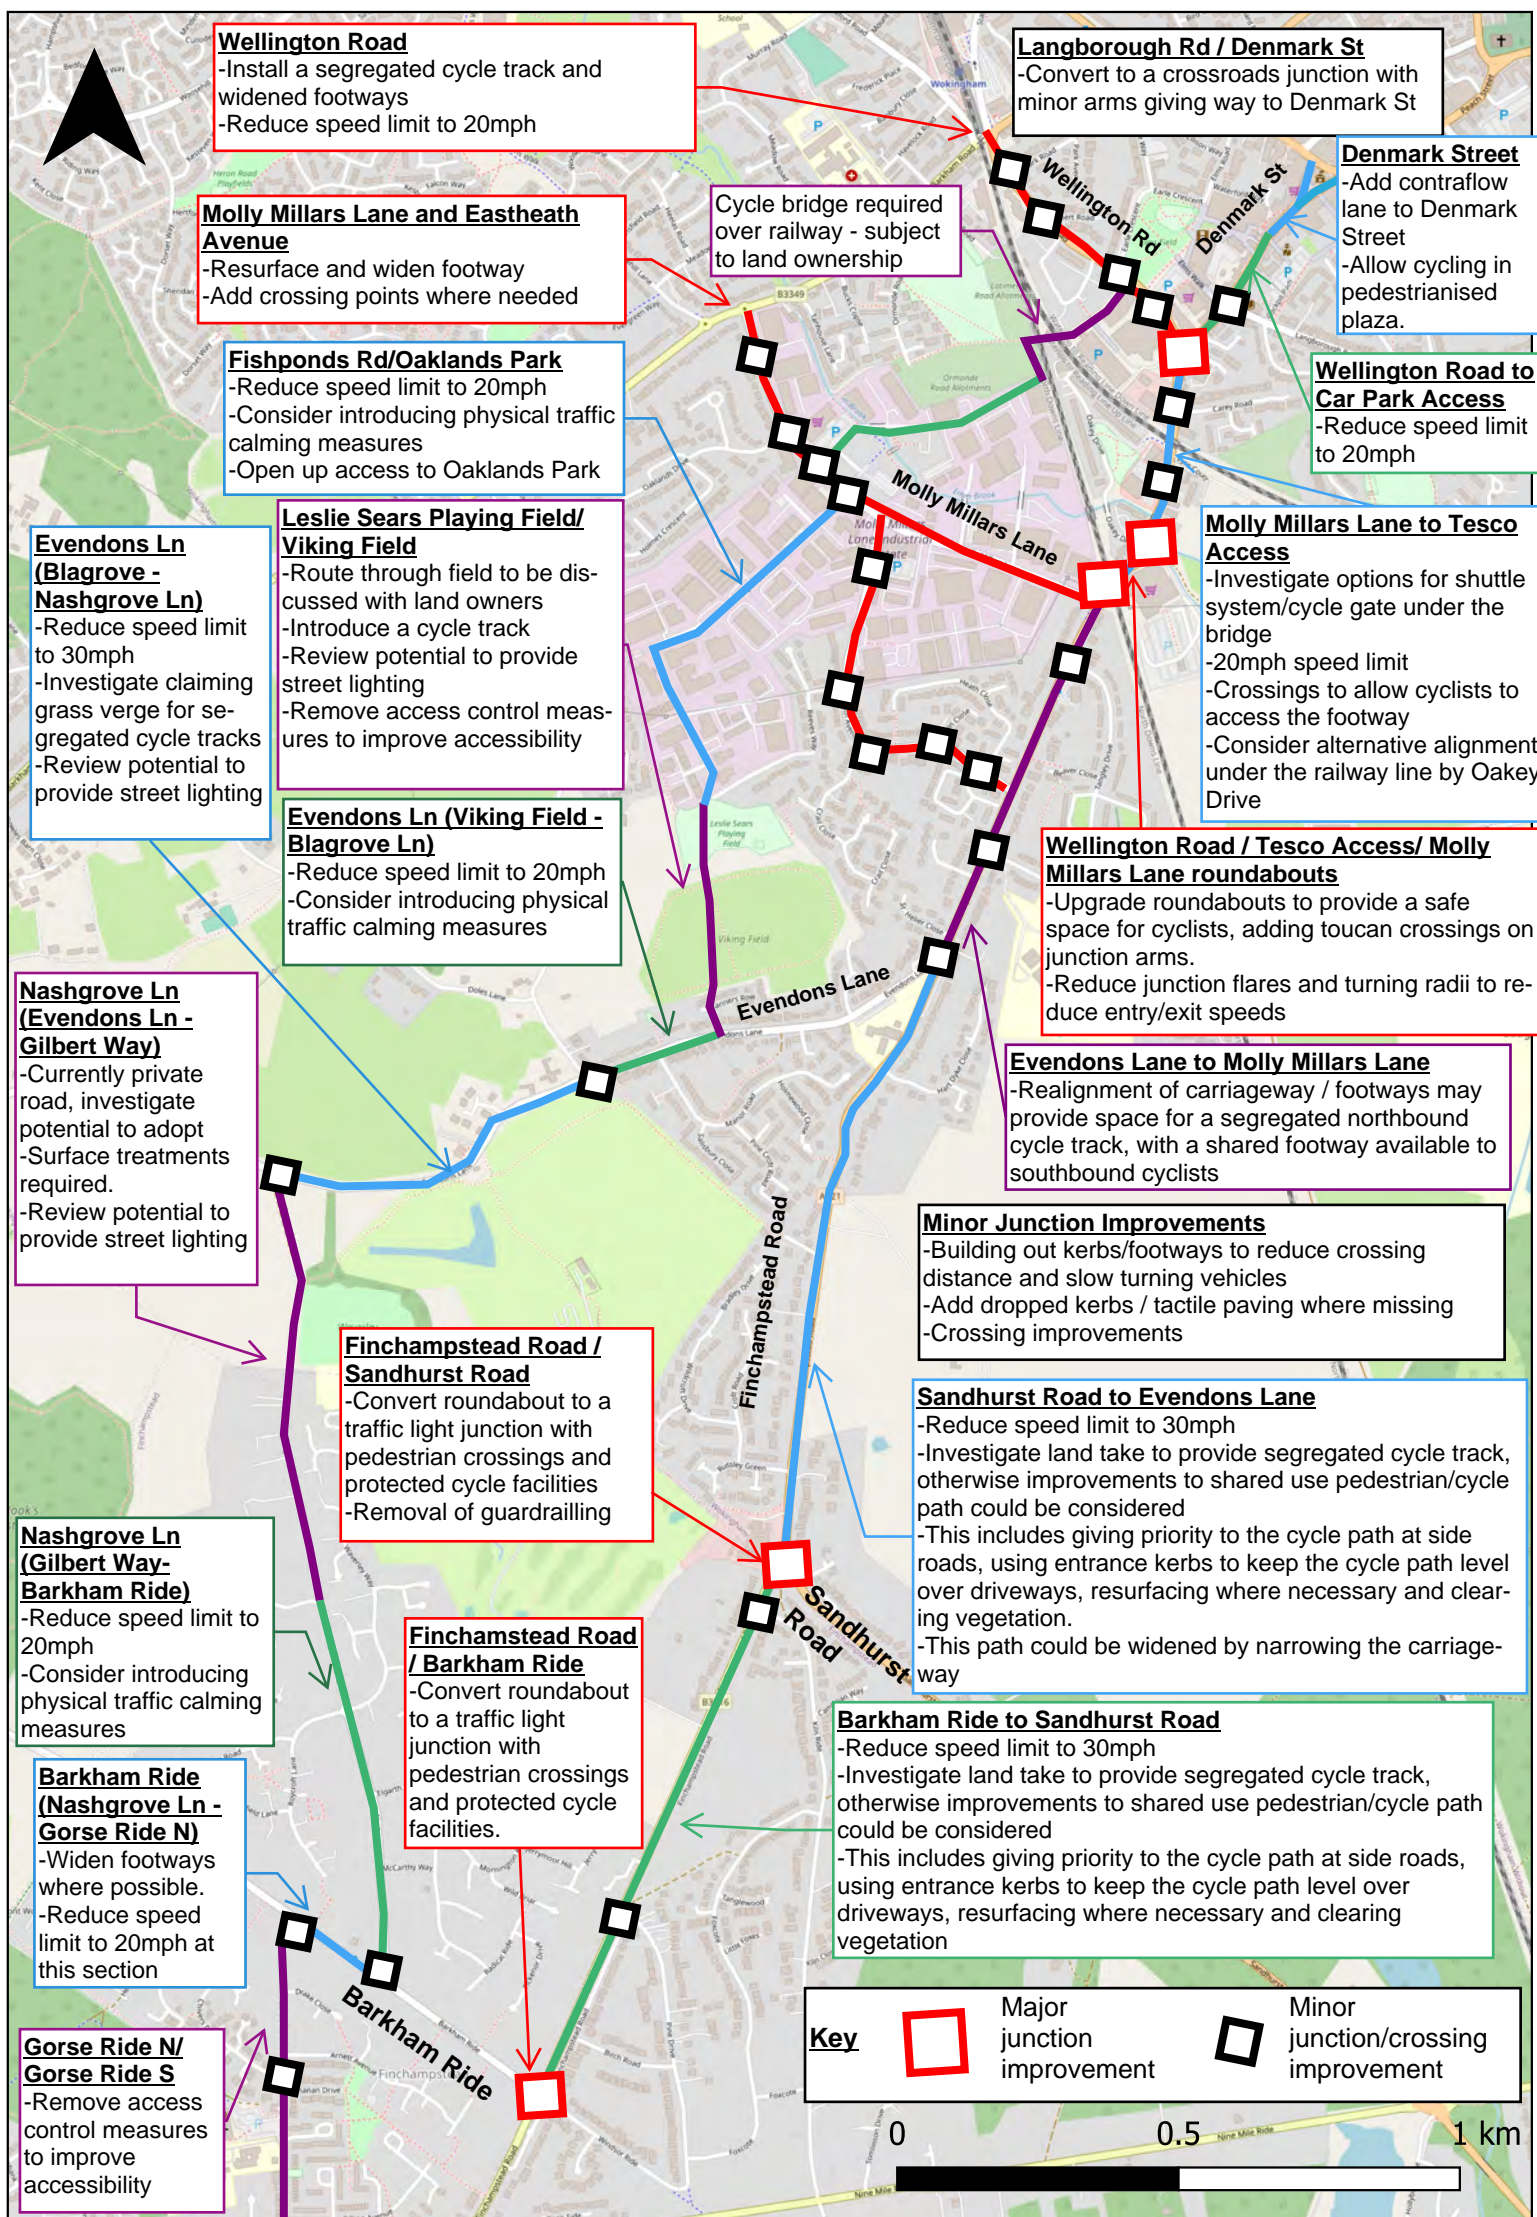 Wellington Road
-Install a segregated cycle track and
widened footways
-Reduce speed limit to 20mph
Langborough Rd / Denmark St
-Convert to a crossroads junction with
minor arms giving way to Denmark St
Denmark Street
-Add contraflow
lane to Denmark
Street
-Allow cycling in
pedestrianised
plaza.
Molly Millars Lane and Eastheath
Avenue
-Resurface and widen footway
-Add crossing points where needed
Cycle bridge required
over railway - subject
to land ownership
Wokingham
Wellington Rd
Denmark St
B3349
Fishponds Rd/Oaklands Park
-Reduce speed limit to 20mph
-Consider introducing physical traffic
calming measures
-Open up access to Oaklands Park
Wellington Road to
Car Park Access
-Reduce speed limit
to 20mph
Ormonde
Road Allotments
Molly Millars Lane
Evendons Ln
(Blagrove -
Nashgrove Ln)
-Reduce speed limit
to 30mph
-Investigate claiming
grass verge for se-
gregated cycle tracks
-Review potential to
provide street lighting
Leslie Sears Playing Field/
Viking Field
-Route through field to be dis-
cussed with land owners
-Introduce a cycle track
-Review potential to provide
street lighting
-Remove access control meas-
ures to improve accessibility
Molly Millars Lane to Tesco
Access
-Investigate options for shuttle
system/cycle gate under the
bridge
-20mph speed limit
-Crossings to allow cyclists to
access the footway
-Consider alternative alignment
under the railway line by Oakey
Drive
Evendons Ln (Viking Field -
Blagrove Ln)
-Reduce speed limit to 20mph
-Consider introducing physical
traffic calming measures
Leslie Sears
Playing
Field
Viking Field
Wellington Road / Tesco Access/ Molly
Millars Lane roundabouts
-Upgrade roundabouts to provide a safe
space for cyclists, adding toucan crossings on
junction arms.
-Reduce junction flares and turning radii to re-
duce entry/exit speeds
Evendons Lane
Nashgrove Ln
(Evendons Ln -
Gilbert Way)
-Currently private
road, investigate
potential to adopt
-Surface treatments
required.
-Review potential to
provide street lighting
Evendons Lane to Molly Millars Lane
-Realignment of carriageway / footways may
provide space for a segregated northbound
cycle track, with a shared footway available to
southbound cyclists
Finchampstead Road
Minor Junction Improvements
-Building out kerbs/footways to reduce crossing
distance and slow turning vehicles
-Add dropped kerbs / tactile paving where missing
-Crossing improvements
Finchampstead Road /
Sandhurst Road
-Convert roundabout to a
traffic light junction with
pedestrian crossings and
protected cycle facilities
-Removal of guardrailling
Sandhurst Road to Evendons Lane
-Reduce speed limit to 30mph
-Investigate land take to provide segregated cycle track,
otherwise improvements to shared use pedestrian/cycle
path could be considered
-This includes giving priority to the cycle path at side
roads, using entrance kerbs to keep the cycle path level
over driveways, resurfacing where necessary and clear-
ing vegetation.
-This path could be widened by narrowing the carriage-
way
Nashgrove Ln
(Gilbert Way-
Barkham Ride)
-Reduce speed limit to
20mph
-Consider introducing
physical traffic calming
measures
Sandhurst
Road
Finchamstead Road
/ Barkham Ride
-Convert roundabout
to a traffic light
junction with
pedestrian crossings
and protected cycle
facilities.
Barkham Ride to Sandhurst Road
-Reduce speed limit to 30mph
-Investigate land take to provide segregated cycle track,
otherwise improvements to shared use pedestrian/cycle path
could be considered
-This includes giving priority to the cycle path at side roads,
using entrance kerbs to keep the cycle path level over
driveways, resurfacing where necessary and clearing
vegetation
Barkham Ride
(Nashgrove Ln -
Gorse Ride N)
-Widen footways
where possible.
-Reduce speed
limit to 20mph at
this section
Barkham Ride
Gorse Ride N/
Gorse Ride S
-Remove access
control measures
to improve
accessibility
Key
Major
junction
improvement
Minor
junction/crossing
improvement
0
0.5
1 km
Nine Mile Ride